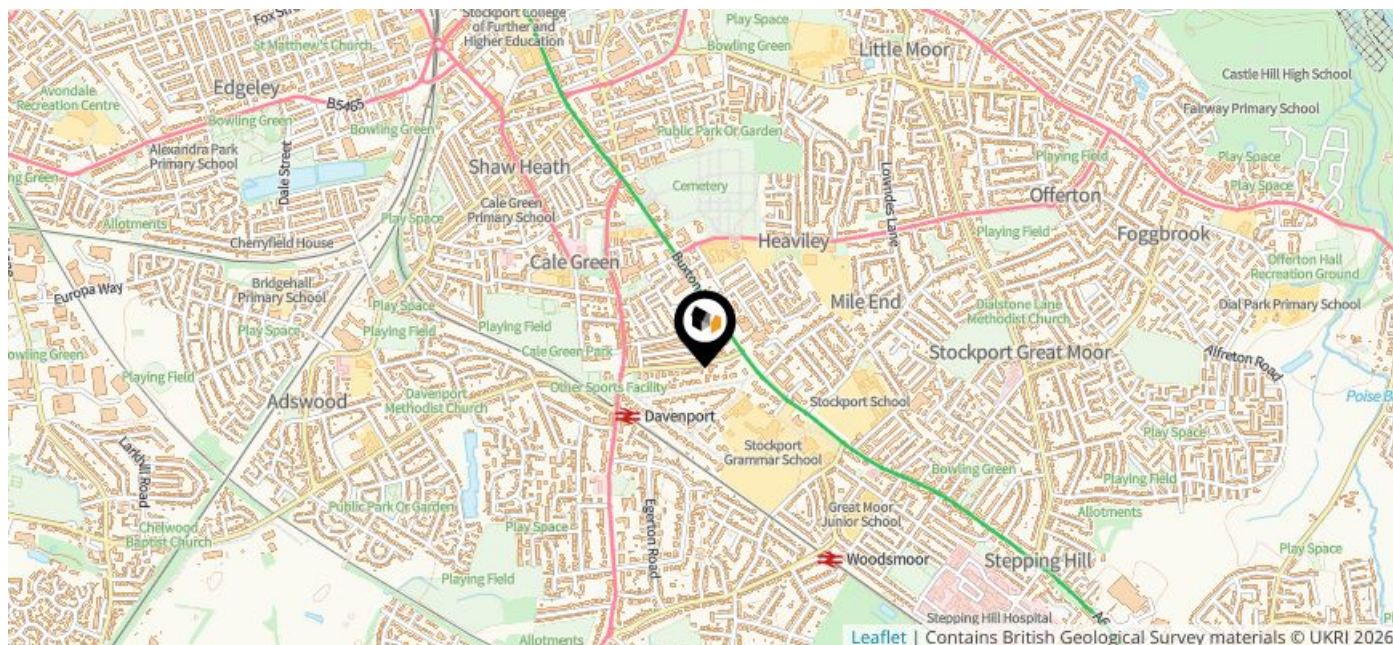 Stockport College
of Further and
Higher Education
Play Space
St Matthew's Church
Bowling Green
Little Moor
Castle Hill High School
Edgeley
B5465
Avondale
Recreation Centre
Fairway Primary School
Bowling Green
Bowling Green
Public Park Or Garden
Alexandra Park
Primary School
Dale Street
Shaw Heath
Playing Field
Play Space
Play Space
Cemetery
Lowndes Lane
Offerton
Cale Green
Primary School
Allotments
Play Space
Cherryfield House
Heaviley
Playing Field
Foggbrook
Cale Green
Buxton
Offerton Hall
Recreation Ground
Bridgehall
Primary School
Europa Way
Play Space
Mile End
Dialstone Lane
Methodist Church
Dial Park Primary School
Play Space
Playing Field
Playing Field
Cale Green Park
Stockport Great Moor
Alfreton Road
Playing Field
Other Sports
Facility
Adswood
Davenport
Methodist Church
Stockport School
Davenport
Play Space
Stockport
Grammar School
Larkhill Road
Bowling Green
Playing Field
Public Park Or Garden
Egerton Road
Great Moor
Junior School
Allotments
Chelwood
Baptist Church
Play Space
Woodsmoor
Stepping Hill
Play Space
Playing Field
Stepping Hill Hospital
A6
Allotments
Leaflet | Contains British Geological Survey materials © UKRI 2026